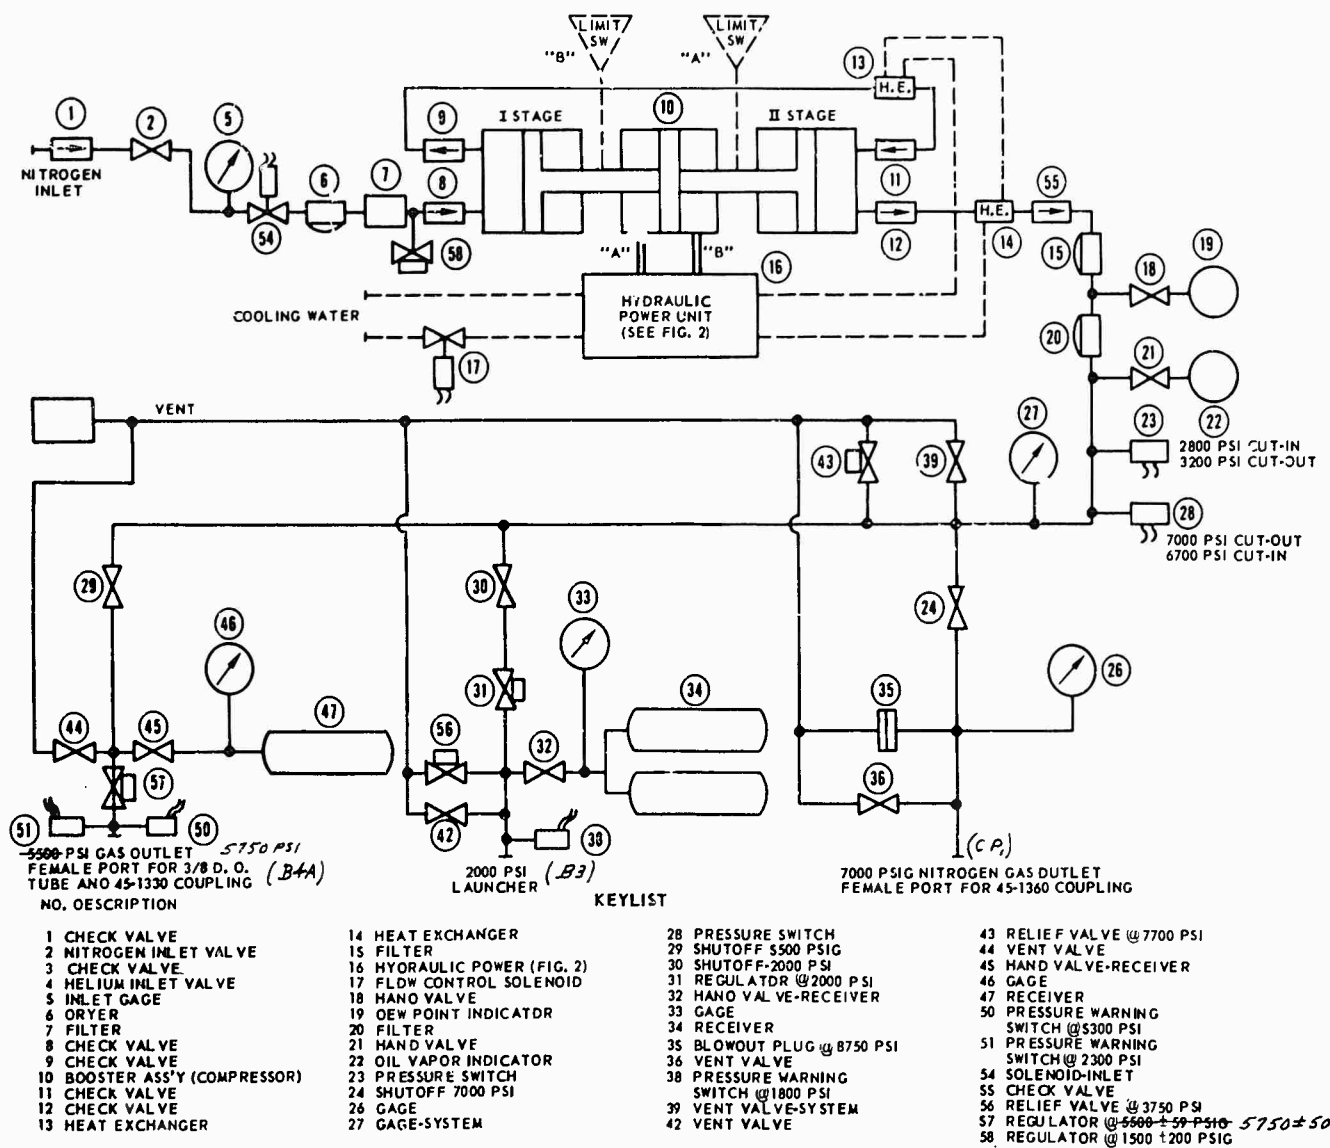 LIMIT SW
LIMIT SW
"B"
"A"
13
H.E.
1
2
5
9
I STAGE
10
II STAGE
NITROGEN INLET
6
7
8
11
55
H.E.
54
58
"A"
"B"
16
12
14
15
18
19
COOLING WATER
HYDRAULIC
POWER UNIT
(SEE FIG. 2)
17
20
21
22
VENT
27
23
2800 PSI CUT-IN
3200 PSI CUT-OUT
43
39
28
7000 PSI CUT-OUT
6700 PSI CUT-IN
29
30
33
24
46
31
34
35
26
44
45
47
56
32
57
36
51
50
42
38
5500 PSI GAS OUTLET 5750 PSI
FEMALE PORT FOR 3/8 D. O.
TUBE ANO 45-1330 COUPLING (B4A)
2000 PSI
LAUNCHER (B3)
(CP1)
7000 PSIG NITROGEN GAS DUTLET
FEMALE PORT FOR 45-1360 COUPLING
KEYLIST
NO. OESCRIPTION
1 CHECK VALVE
2 NITROGEN INLET VALVE
3 CHECK VALVE
4 HELIUM INLET VALVE
5 INLET GAGE
6 ORYER
7 FILTER
8 CHECK VALVE
9 CHECK VALVE
10 BOOSTER ASS'Y (COMPRESSOR)
11 CHECK VALVE
12 CHECK VALVE
13 HEAT EXCHANGER
14 HEAT EXCHANGER
15 FILTER
16 HYORAULIC POWER (FIG. 2)
17 FLOW CONTROL SOLENOID
18 HANO VALVE
19 OEW POINT INDICATDR
20 FILTER
21 HAND VALVE
22 OIL VAPOR INDICATOR
23 PRESSURE SWITCH
24 SHUTOFF 7000 PSI
26 GAGE
27 GAGE-SYSTEM
28 PRESSURE SWITCH
29 SHUTOFF 5500 PSIG
30 SHUTOFF-2000 PSI
31 REGULATDR @ 2000 PSI
32 HANO VALVE-RECEIVER
33 GAGE
34 RECEIVER
35 BLOWOUT PLUG @ 8750 PSI
36 VENT VALVE
38 PRESSURE WARNING
SWITCH @ 1800 PSI
39 VENT VALVE-SYSTEM
42 VENT VALVE
43 RELIEF VALVE @ 7700 PSI
44 VENT VALVE
45 HAND VALVE-RECEIVER
46 GAGE
47 RECEIVER
50 PRESSURE WARNING
SWITCH @ 5300 PSI
51 PRESSURE WARNING
SWITCH @ 2300 PSI
54 SOLENOID-INLET
55 CHECK VALVE
56 RELIEF VALVE @ 3750 PSI
57 REGULATOR @ 5500 ± 59 PSIG 5750 ± 50
58 REGULATOR @ 1500 ± 200 PSIG